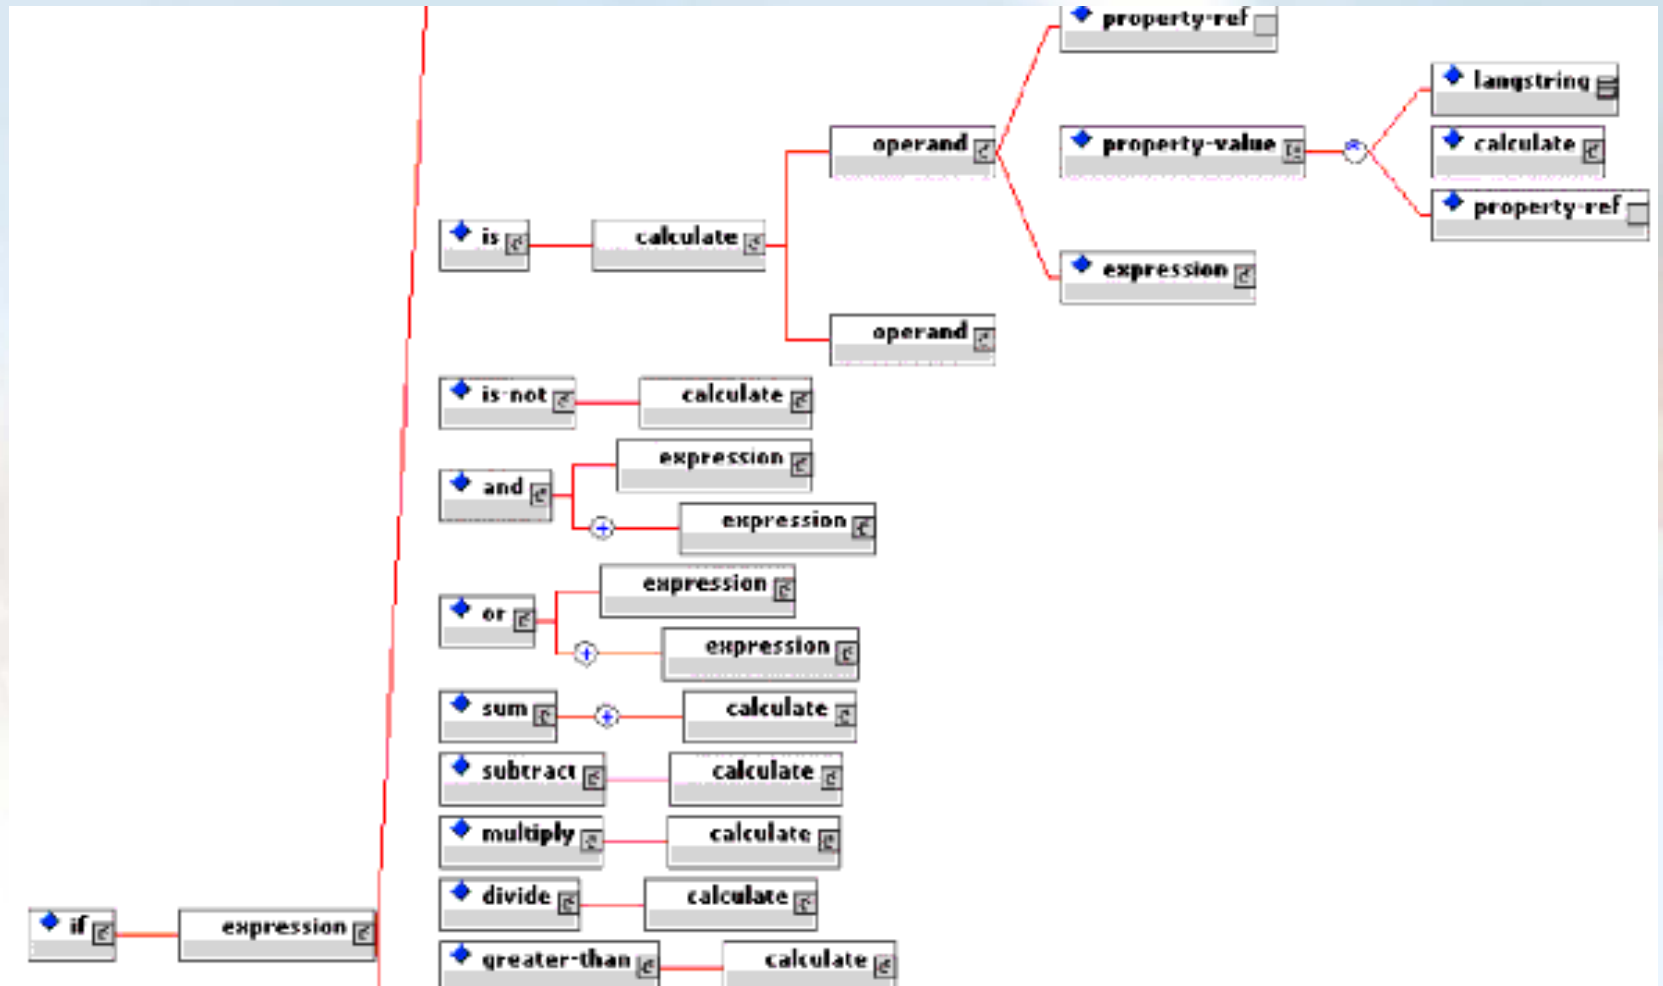 property-ref
langstring
operand
property-value
calculate
property-ref
is
calculate
expression
operand
is-not
calculate
expression
and
expression
expression
or
expression
sum
calculate
subtract
calculate
multiply
calculate
divide
calculate
if
expression
greater-than
calculate